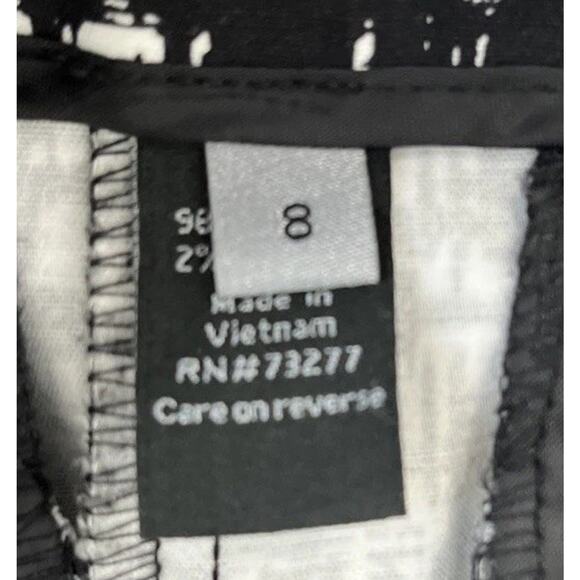 8
2%
Made in
Vietnam
RN#73277
Care on reverse